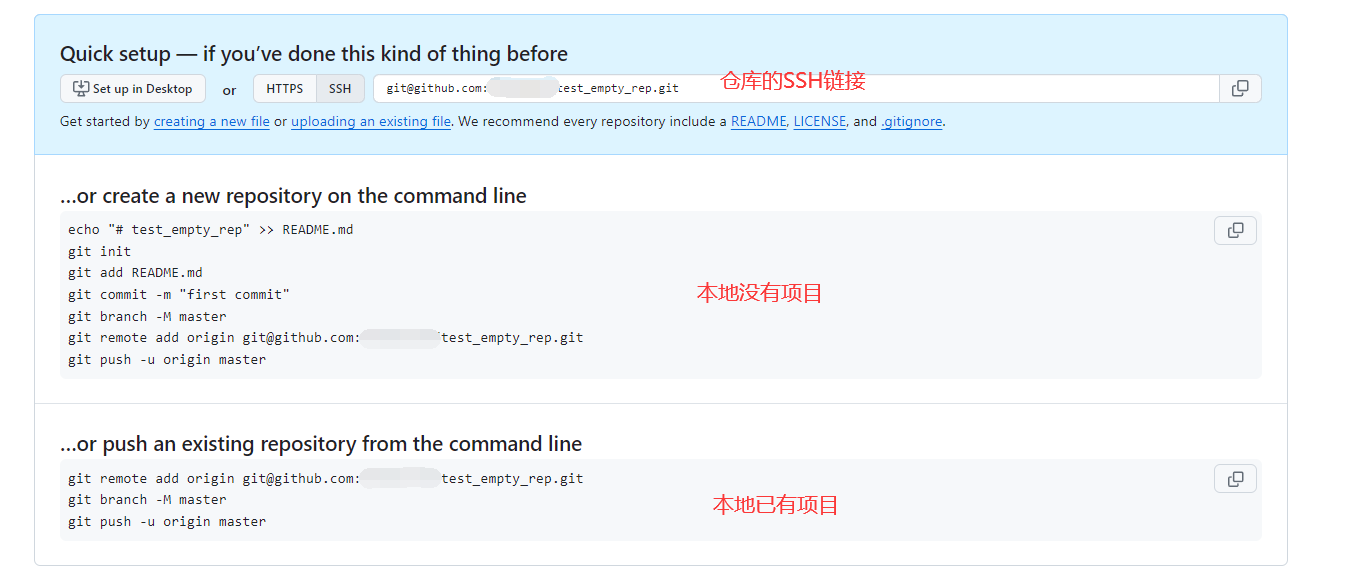 Quick setup — if you’ve done this kind of thing before
Set up in Desktop or HTTPS SSH git@github.com: test_empty_rep.git 仓库的SSH链接
Get started by creating a new file or uploading an existing file. We recommend every repository include a README, LICENSE, and .gitignore.
…or create a new repository on the command line
echo "# test_empty_rep" >> README.md
git init
git add README.md
git commit -m "first commit"
本地没有项目
git branch -M master
git remote add origin git@github.com: test_empty_rep.git
git push -u origin master
…or push an existing repository from the command line
git remote add origin git@github.com: test_empty_rep.git
git branch -M master
本地已有项目
git push -u origin master